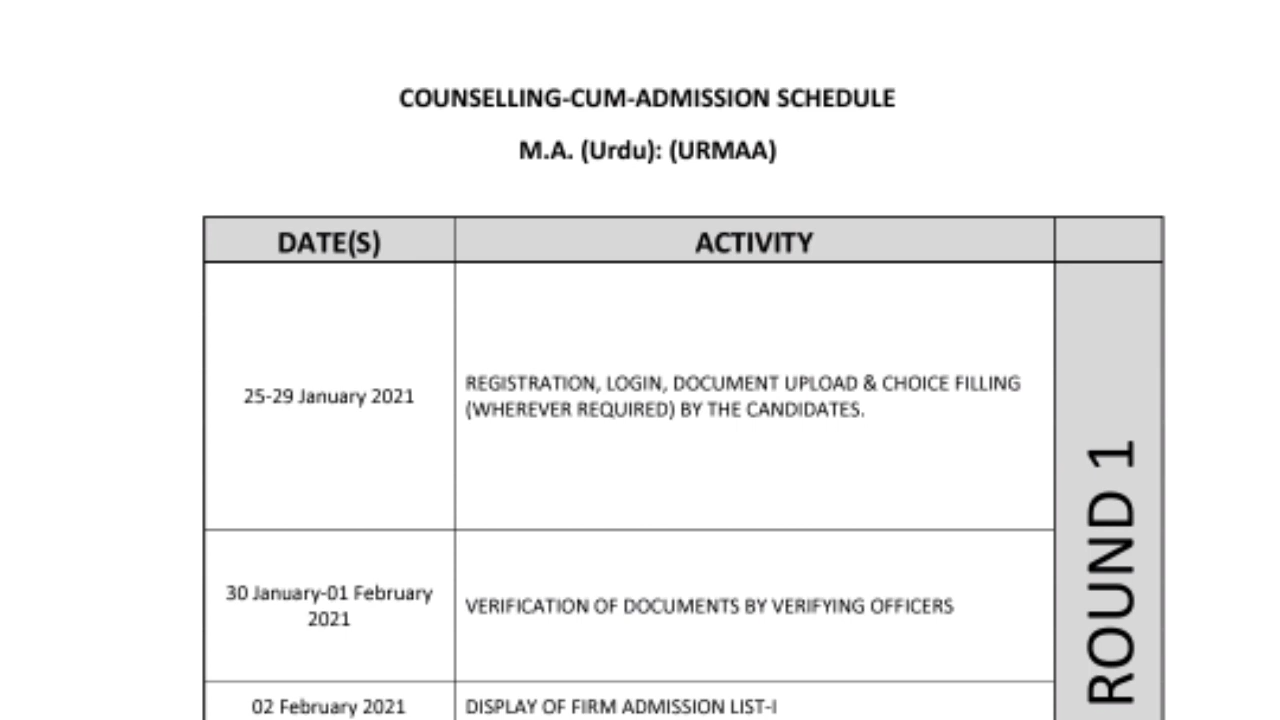 COUNSELLING-CUM-ADMISSION SCHEDULE
M.A. (Urdu): (URMAA)
DATE(S) ACTIVITY
25-29 January 2021
REGISTRATION, LOGIN, DOCUMENT UPLOAD & CHOICE FILLING
(WHEREVER REQUIRED) BY THE CANDIDATES.
30 January-01 February
2021
VERIFICATION OF DOCUMENTS BY VERIFYING OFFICERS
02 February 2021
DISPLAY OF FIRM ADMISSION LIST-I
ROUND 1